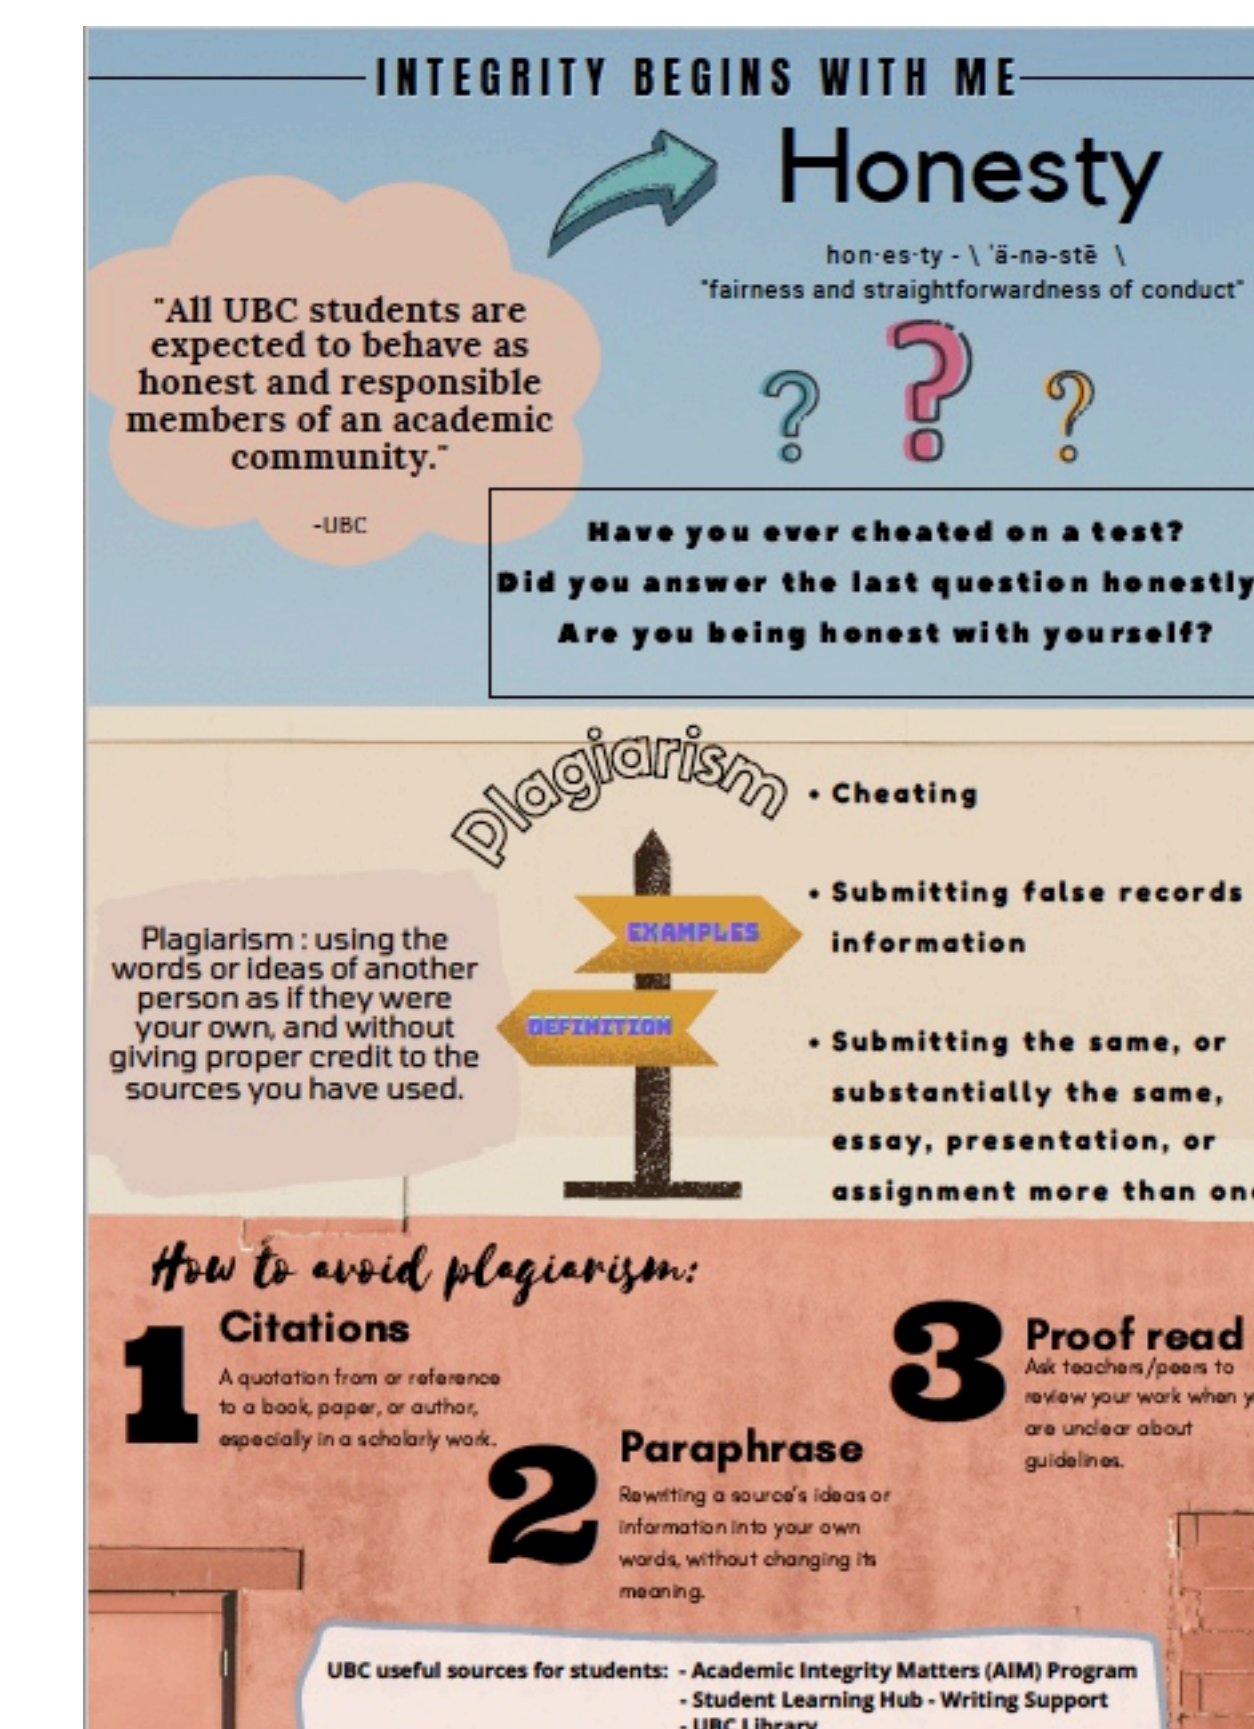 INTEGRITY BEGINS WITH ME
Honesty
hon·es·ty - \ 'ä-nə-stē \
"fairness and straightforwardness of conduct"
"All UBC students are
expected to behave as
honest and responsible
members of an academic
community."
-UBC
? ? ?
Have you ever cheated on a test?
Did you answer the last question honestly
Are you being honest with yourself?
Plagiarism
EXAMPLES
DEFINITION
Plagiarism : using the
words or ideas of another
person as if they were
your own, and without
giving proper credit to the
sources you have used.
• Cheating
• Submitting false records
information
• Submitting the same, or
substantially the same,
essay, presentation, or
assignment more than
How to avoid plagiarism:
1 Citations
A quotation from or reference
to a book, paper, or author,
especially in a scholarly work.
2 Paraphrase
Rewriting a source's ideas or
information into your own
words, without changing its
meaning.
3 Proof read
Ask teachers/peers to
review your work when
are unclear about
guidelines.
UBC useful sources for students: - Academic Integrity Matters (AIM) Program
- Student Learning Hub - Writing Support
- UBC Library